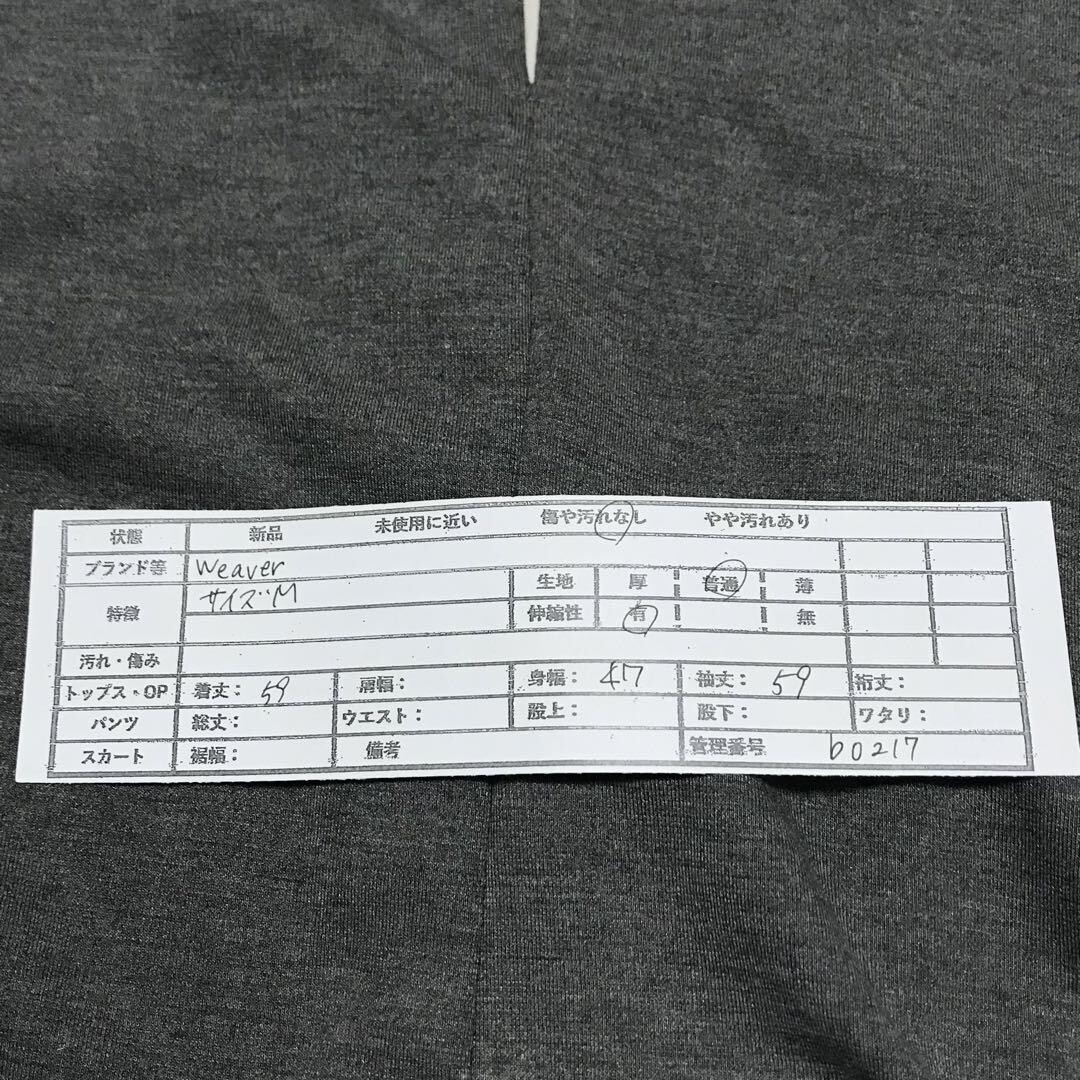 状態 新品 未使用に近い 傷や汚れなし やや汚れあり
ブランド等 Weaver
特徴 サイズM 生地 厚 普通 薄
伸縮性 有 無
汚れ・傷み
トップス・OP 着丈: 59 肩幅: 身幅: 47 袖丈: 59 裄丈:
パンツ 総丈: ウエスト: 股上: 股下: ワタリ:
スカート 裾幅: 備考 管理番号 b0217